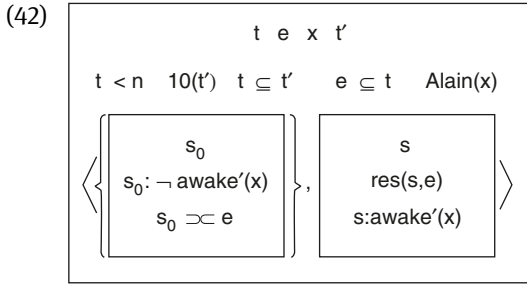 (42)
t e x t′
t < n 10(t′) t ⊆ t′ e ⊆ t Alain(x)
⟨ { s₀ s₀: ¬ awake′(x) s₀ ⊃⊂ e } , s res(s,e) s:awake′(x) ⟩